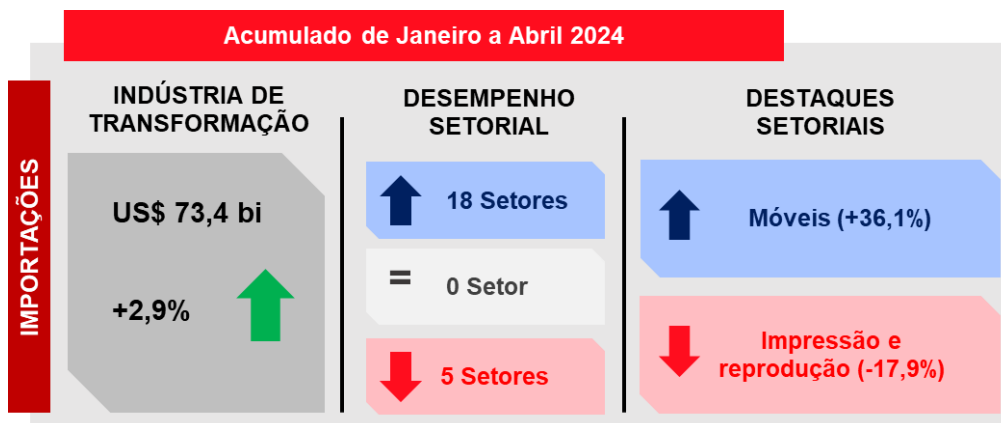 Acumulado de Janeiro a Abril 2024
IMPORTAÇÕES
INDÚSTRIA DE
TRANSFORMAÇÃO
US$ 73,4 bi
+2,9%
DESEMPENHO
SETORIAL
18 Setores
=
0 Setor
5 Setores
DESTAQUES
SETORIAIS
Móveis (+36,1%)
Impressão e
reprodução (-17,9%)